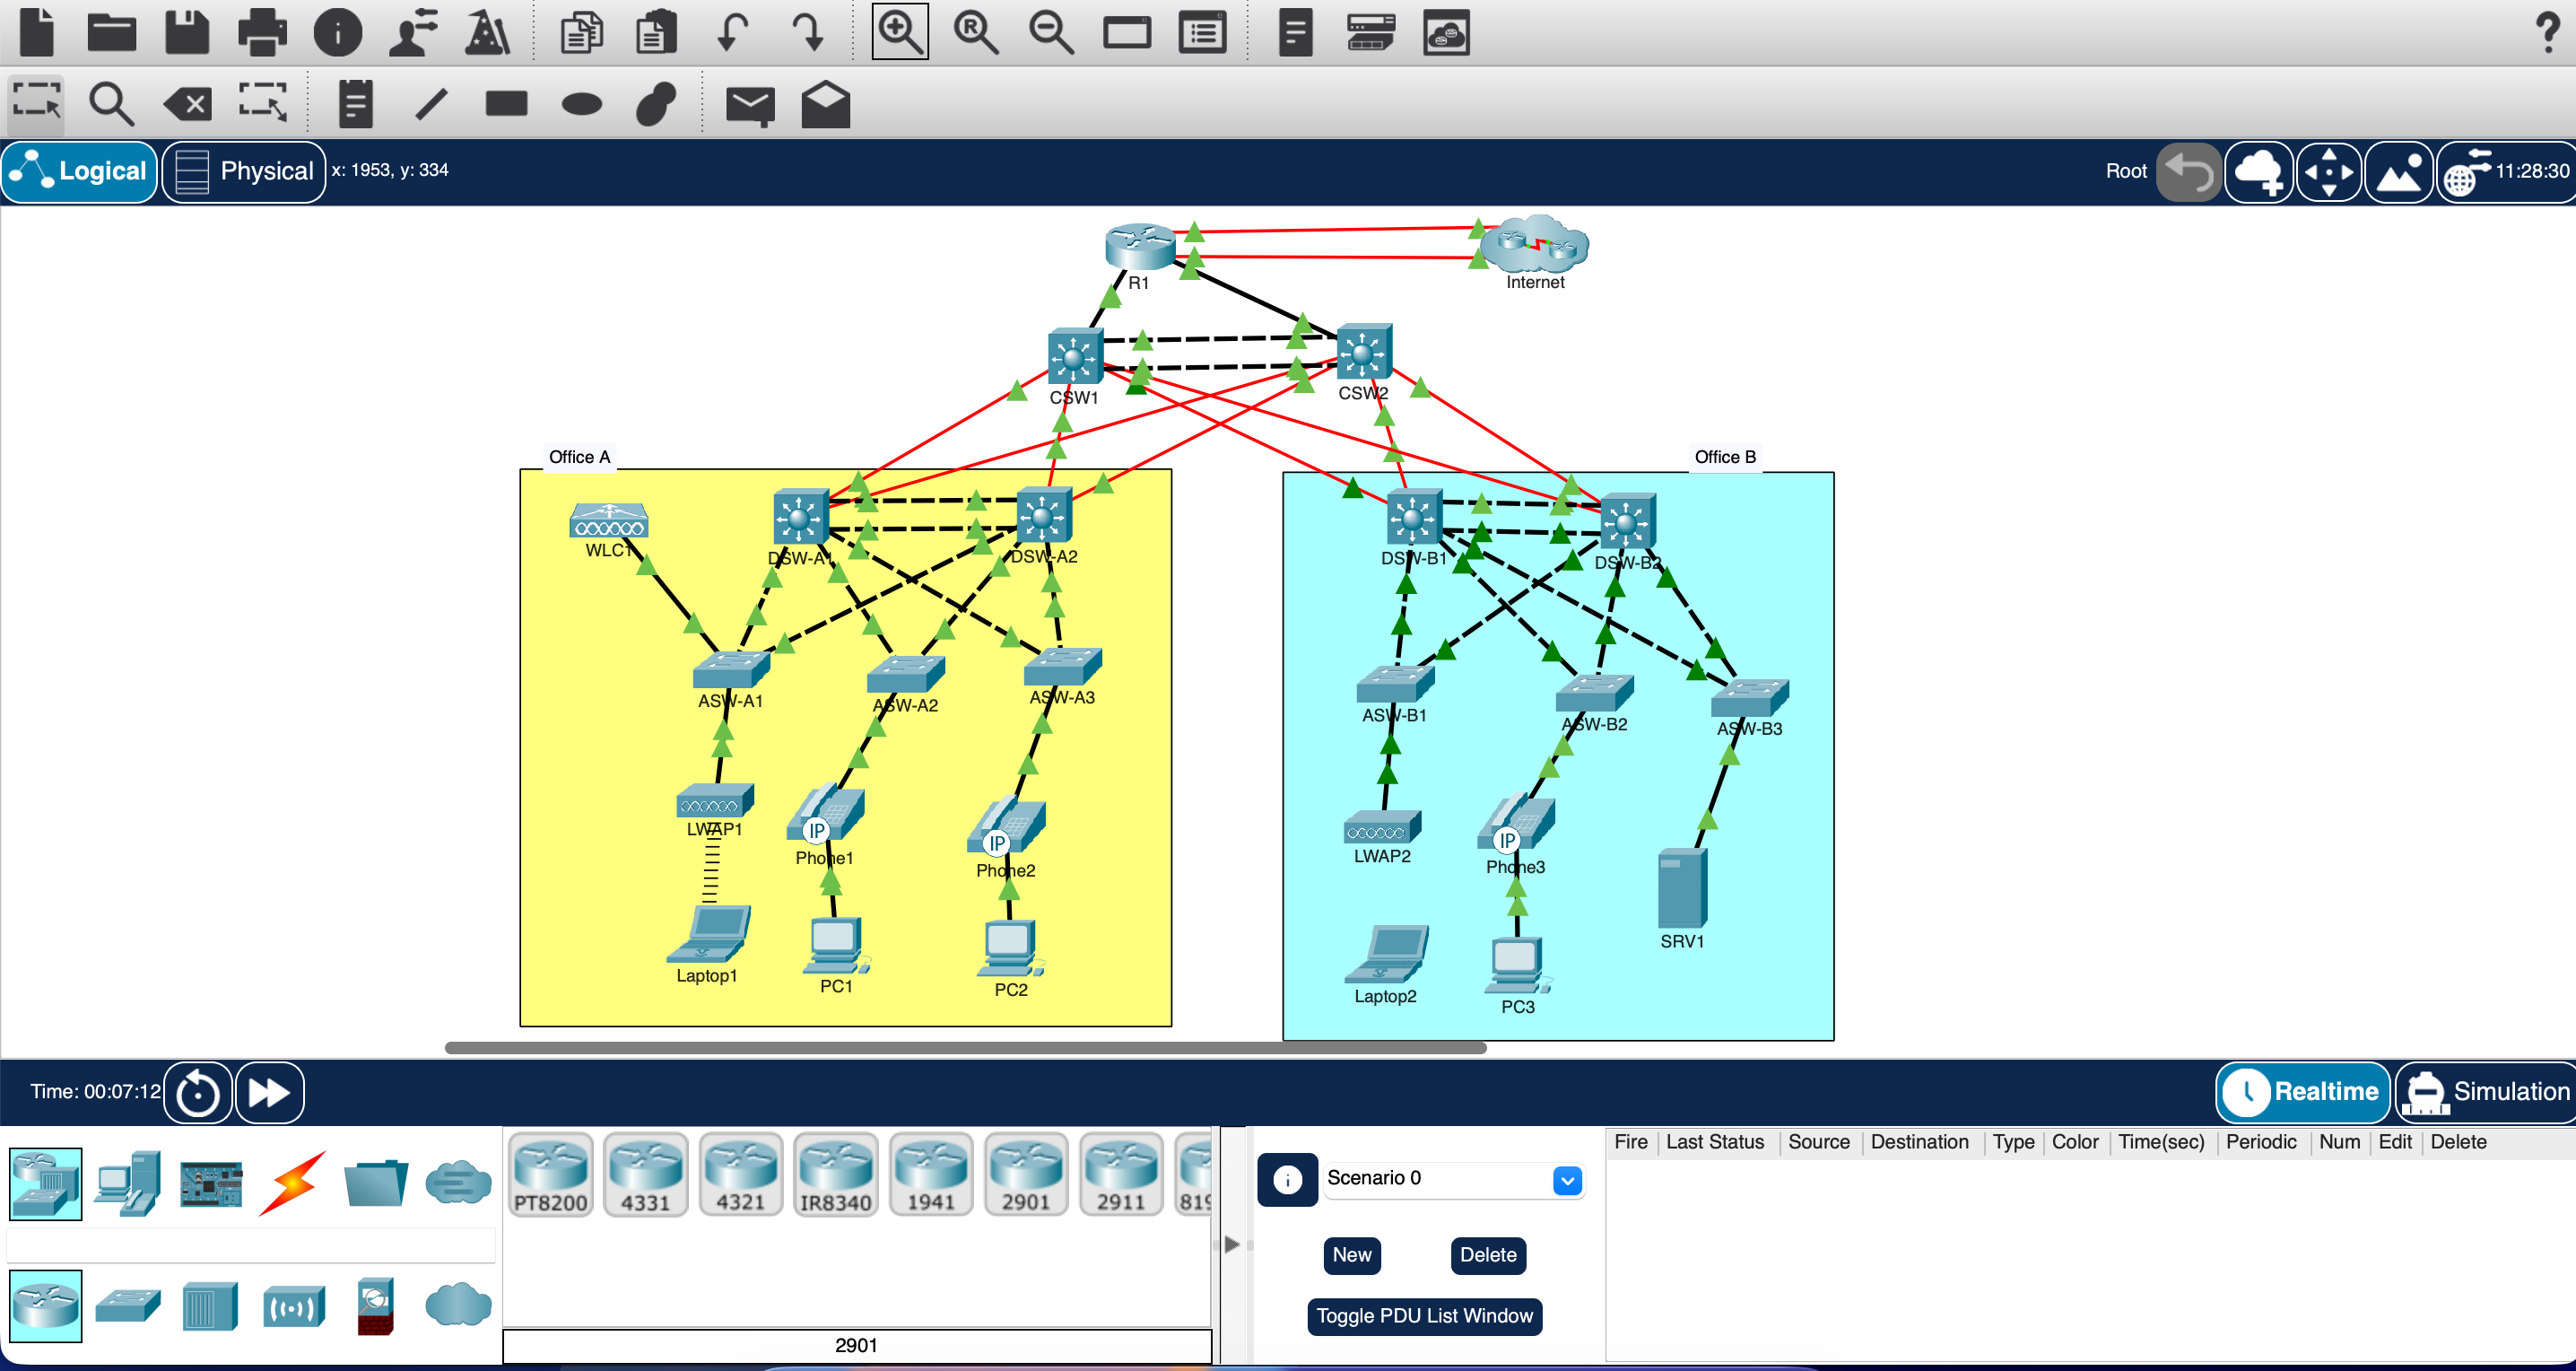 Logical
Physical
x: 1953, y: 334
Root
11:28:30
R1
Internet
CSW1
CSW2
Office A
Office B
WLC1
DSW-A1
DSW-A2
DSW-B1
DSW-B2
ASW-A1
ASW-A2
ASW-A3
ASW-B1
ASW-B2
ASW-B3
LWAP1
IP
Phone1
IP
Phone2
LWAP2
IP
Phone3
SRV1
Laptop1
PC1
PC2
Laptop2
PC3
Time: 00:07:12
Realtime
Simulation
PT8200
4331
4321
IR8340
1941
2901
2911
819
2901
Scenario 0
New
Delete
Toggle PDU List Window
Fire Last Status Source Destination Type Color Time(sec) Periodic Num Edit Delete